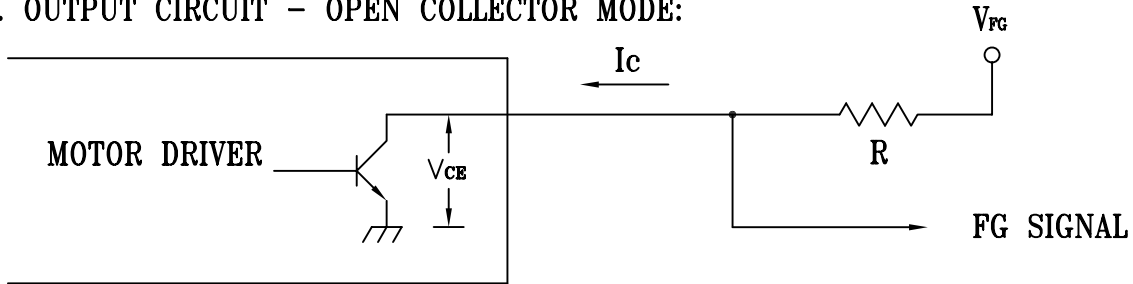 . OUTPUT CIRCUIT – OPEN COLLECTOR MODE:
VFG
Ic
MOTOR DRIVER
VCE
R
FG SIGNAL